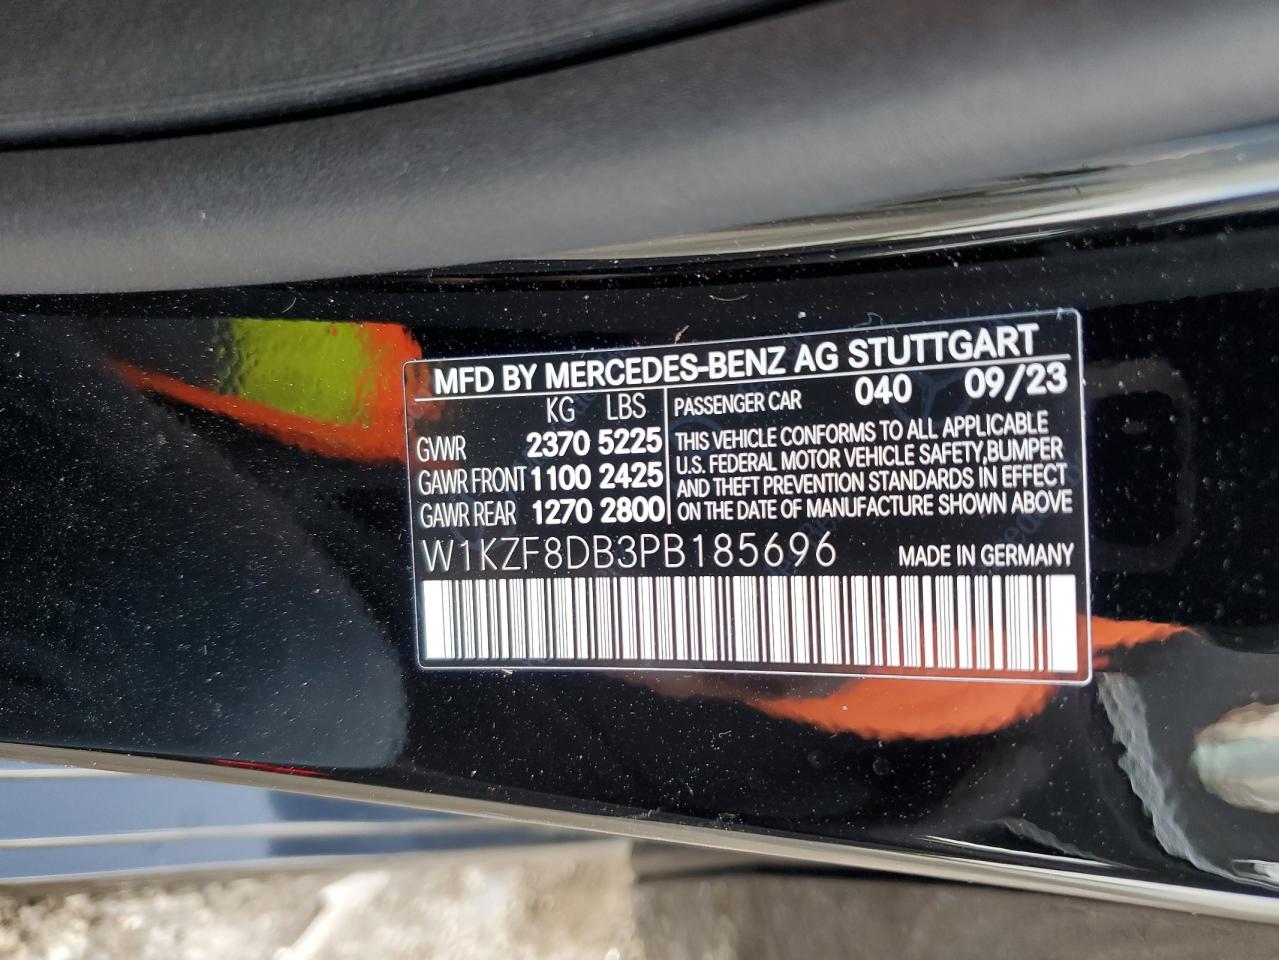 MFD BY MERCEDES-BENZ AG STUTTGART
KG LBS
GVWR 2370 5225
GAWR FRONT 1100 2425
GAWR REAR 1270 2800
PASSENGER CAR 040 09/23
THIS VEHICLE CONFORMS TO ALL APPLICABLE
U.S. FEDERAL MOTOR VEHICLE SAFETY,BUMPER
AND THEFT PREVENTION STANDARDS IN EFFECT
ON THE DATE OF MANUFACTURE SHOWN ABOVE
W1KZF8DB3PB185696 MADE IN GERMANY